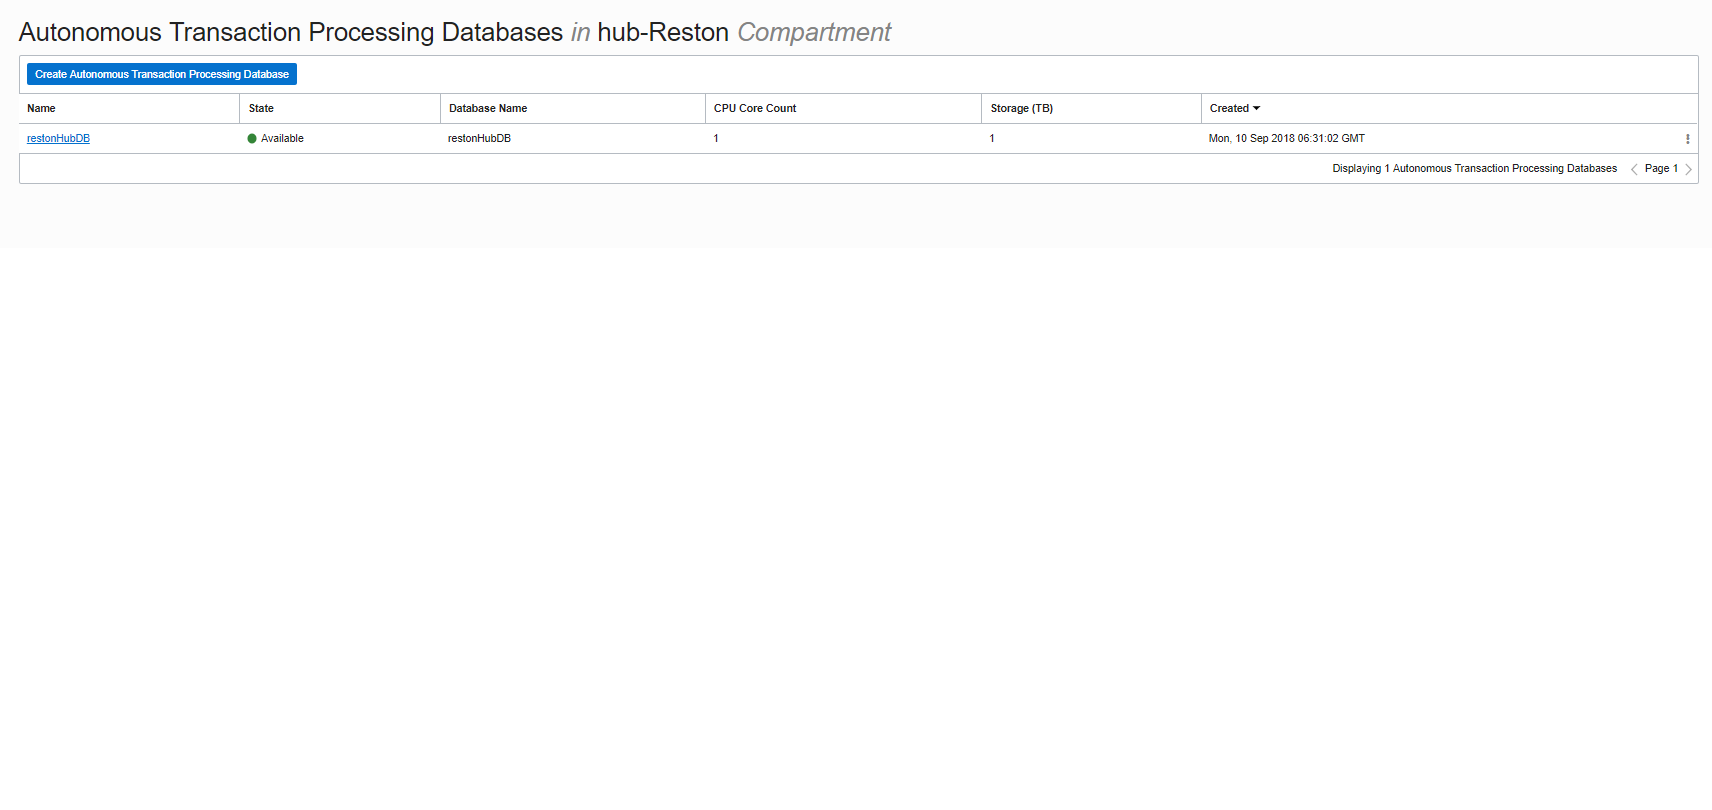 Autonomous Transaction Processing Databases in hub-Reston Compartment
Create Autonomous Transaction Processing Database
Name State Database Name CPU Core Count Storage (TB) Created
restonHubDB Available restonHubDB 1 1 Mon, 10 Sep 2018 06:31:02 GMT
Displaying 1 Autonomous Transaction Processing Databases Page 1